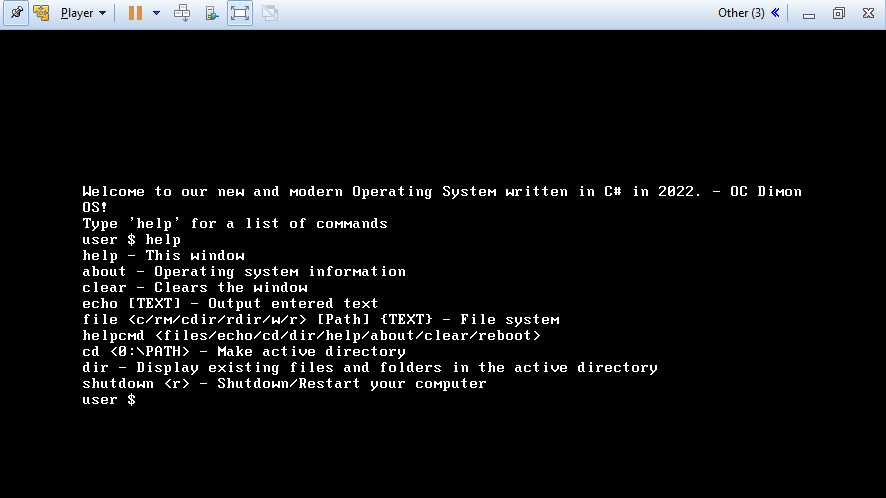 Player
Other (3)
Welcome to our new and modern Operating System written in C# in 2022. - OC Dimon
OS!
Type 'help' for a list of commands
user $ help
help - This window
about - Operating system information
clear - Clears the window
echo [TEXT] - Output entered text
file <c/rm/cdir/rdir/w/r> [Path] {TEXT} - File system
helpcmd <files/echo/cd/dir/help/about/clear/reboot>
cd <0:\PATH> - Make active directory
dir - Display existing files and folders in the active directory
shutdown <r> - Shutdown/Restart your computer
user $